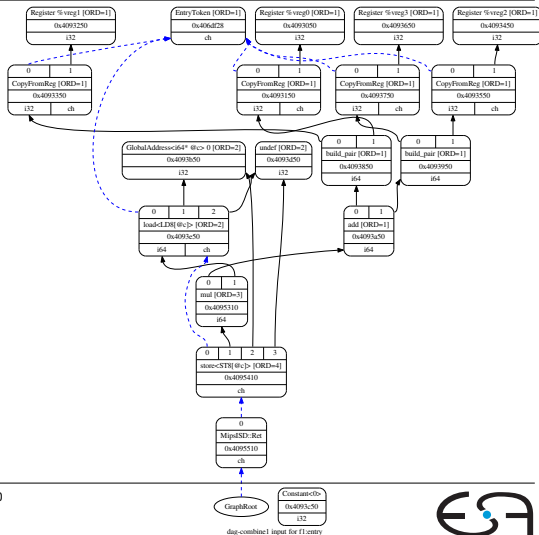 Register %vreg1 [ORD=1]
0x4093250
i32
EntryToken [ORD=1]
0x406df28
ch
Register %vreg0 [ORD=1]
0x4093050
i32
Register %vreg3 [ORD=1]
0x4093650
i32
Register %vreg2 [ORD=1]
0x4093450
i32
0 1
CopyFromReg [ORD=1]
0x4093350
i32 ch
0 1
CopyFromReg [ORD=1]
0x4093150
i32 ch
0 1
CopyFromReg [ORD=1]
0x4093750
i32 ch
0 1
CopyFromReg [ORD=1]
0x4093550
i32 ch
GlobalAddress<i64* @c> 0 [ORD=2]
0x4093b50
i32
undef [ORD=2]
0x4093d50
i32
0 1
build_pair [ORD=1]
0x4093850
i64
0 1
build_pair [ORD=1]
0x4093950
i64
0 1 2
load<LD8[@c]> [ORD=2]
0x4093e50
i64 ch
0 1
add [ORD=1]
0x4093a50
i64
0 1
mul [ORD=3]
0x4095310
i64
0 1 2 3
store<ST8[@c]> [ORD=4]
0x4095410
ch
0
MipsISD::Ret
0x4095510
ch
GraphRoot
Constant<0>
0x4093c50
i32
dag-combine1 input for f1:entry